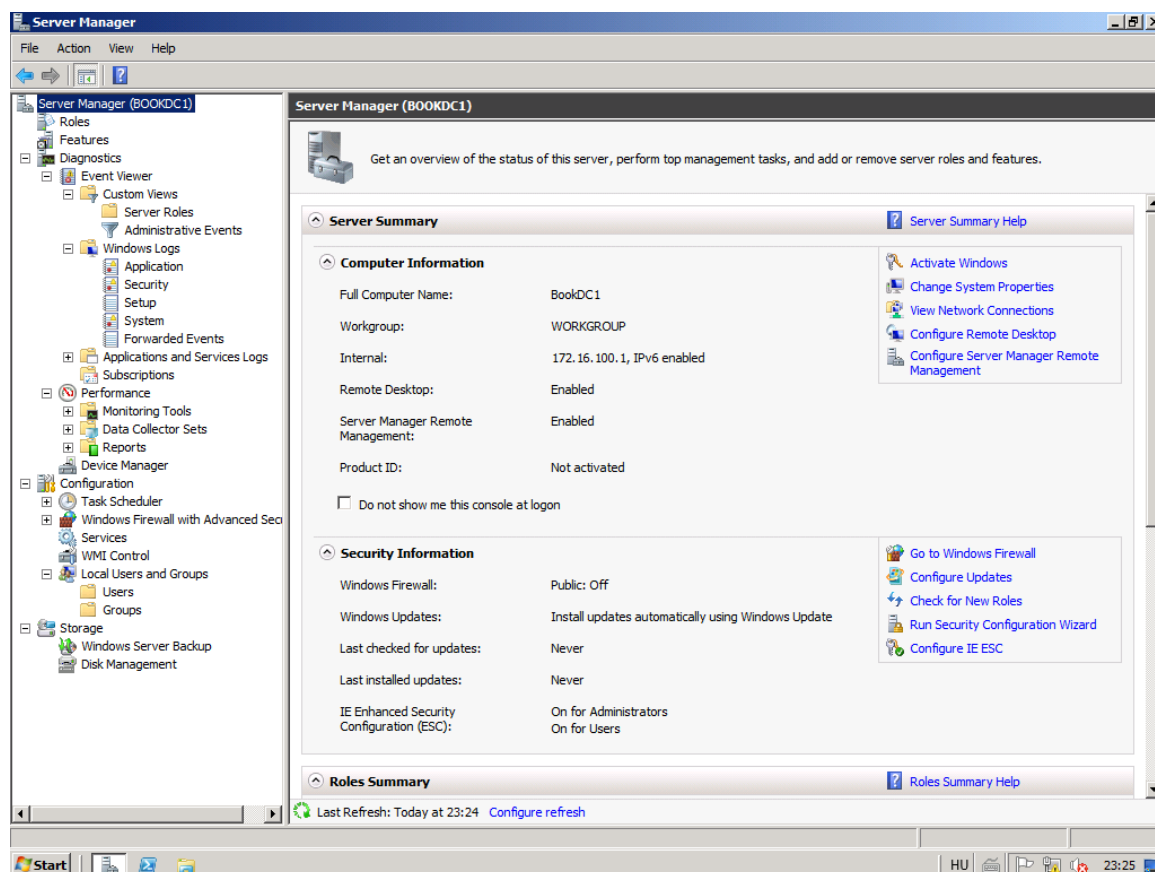 Server Manager
File Action View Help
Server Manager (BOOKDC1)
Roles
Features
Diagnostics
Event Viewer
Custom Views
Server Roles
Administrative Events
Windows Logs
Application
Security
Setup
System
Forwarded Events
Applications and Services Logs
Subscriptions
Performance
Monitoring Tools
Data Collector Sets
Reports
Device Manager
Configuration
Task Scheduler
Windows Firewall with Advanced Secu
Services
WMI Control
Local Users and Groups
Users
Groups
Storage
Windows Server Backup
Disk Management
Server Manager (BOOKDC1)
Get an overview of the status of this server, perform top management tasks, and add or remove server roles and features.
Server Summary
Server Summary Help
Computer Information
Full Computer Name: BookDC1
Workgroup: WORKGROUP
Internal: 172.16.100.1, IPv6 enabled
Remote Desktop: Enabled
Server Manager Remote Enabled
Management:
Product ID: Not activated
Do not show me this console at logon
Activate Windows
Change System Properties
View Network Connections
Configure Remote Desktop
Configure Server Manager Remote
Management
Security Information
Windows Firewall: Public: Off
Windows Updates: Install updates automatically using Windows Update
Last checked for updates: Never
Last installed updates: Never
IE Enhanced Security On for Administrators
Configuration (ESC): On for Users
Go to Windows Firewall
Configure Updates
Check for New Roles
Run Security Configuration Wizard
Configure IE ESC
Roles Summary
Roles Summary Help
Last Refresh: Today at 23:24 Configure refresh
Start HU 23:25